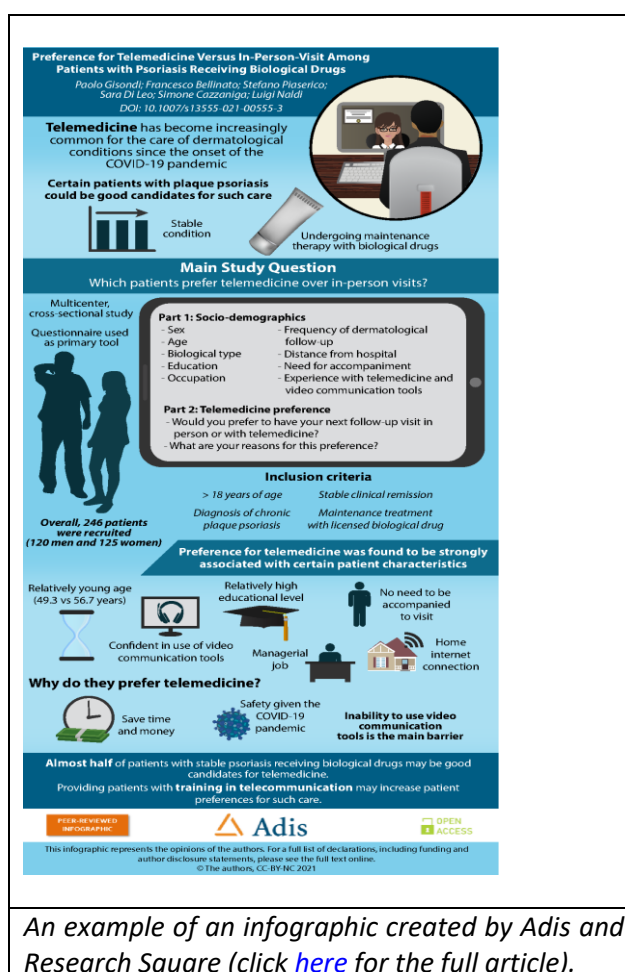 Preference for Telemedicine Versus In-Person-Visit Among
Patients with Psoriasis Receiving Biological Drugs
Paolo Gisondi; Francesco Bellinato; Stefano Piaserico;
Sara Di Leo; Simone Cazzaniga; Luigi Naldi
DOI: 10.1007/s13555-021-00555-3
Telemedicine has become increasingly
common for the care of dermatological
conditions since the onset of the
COVID-19 pandemic
Certain patients with plaque psoriasis
could be good candidates for such care
Stable
condition
Undergoing maintenance
therapy with biological drugs
Main Study Question
Which patients prefer telemedicine over in-person visits?
Multicenter,
cross-sectional study
Questionnaire used
as primary tool
Overall, 246 patients
were recruited
(120 men and 125 women)
Part 1: Socio-demographics
- Sex
- Age
- Biological type
- Education
- Occupation
- Frequency of dermatological
follow-up
- Distance from hospital
- Need for accompaniment
- Experience with telemedicine and
video communication tools
Part 2: Telemedicine preference
- Would you prefer to have your next follow-up visit in
person or with telemedicine?
- What are your reasons for this preference?
Inclusion criteria
> 18 years of age
Stable clinical remission
Diagnosis of chronic
plaque psoriasis
Maintenance treatment
with licensed biological drug
Preference for telemedicine was found to be strongly
associated with certain patient characteristics
Relatively young age
(49.3 vs 56.7 years)
Confident in use of video
communication tools
Relatively high
educational level
Managerial
job
No need to be
accompanied
to visit
Home
internet
connection
Why do they prefer telemedicine?
Save time
and money
Safety given the
COVID-19
pandemic
Inability to use video
communication
tools is the main barrier
Almost half of patients with stable psoriasis receiving biological drugs may be good
candidates for telemedicine.
Providing patients with training in telecommunication may increase patient
preferences for such care.
PEER-REVIEWED
INFOGRAPHIC
Adis
OPEN
ACCESS
This infographic represents the opinions of the authors. For a full list of declarations, including funding and
author disclosure statements, please see the full text online.
© The authors, CC-BY-NC 2021
An example of an infographic created by Adis and
Research Square (click here for the full article).